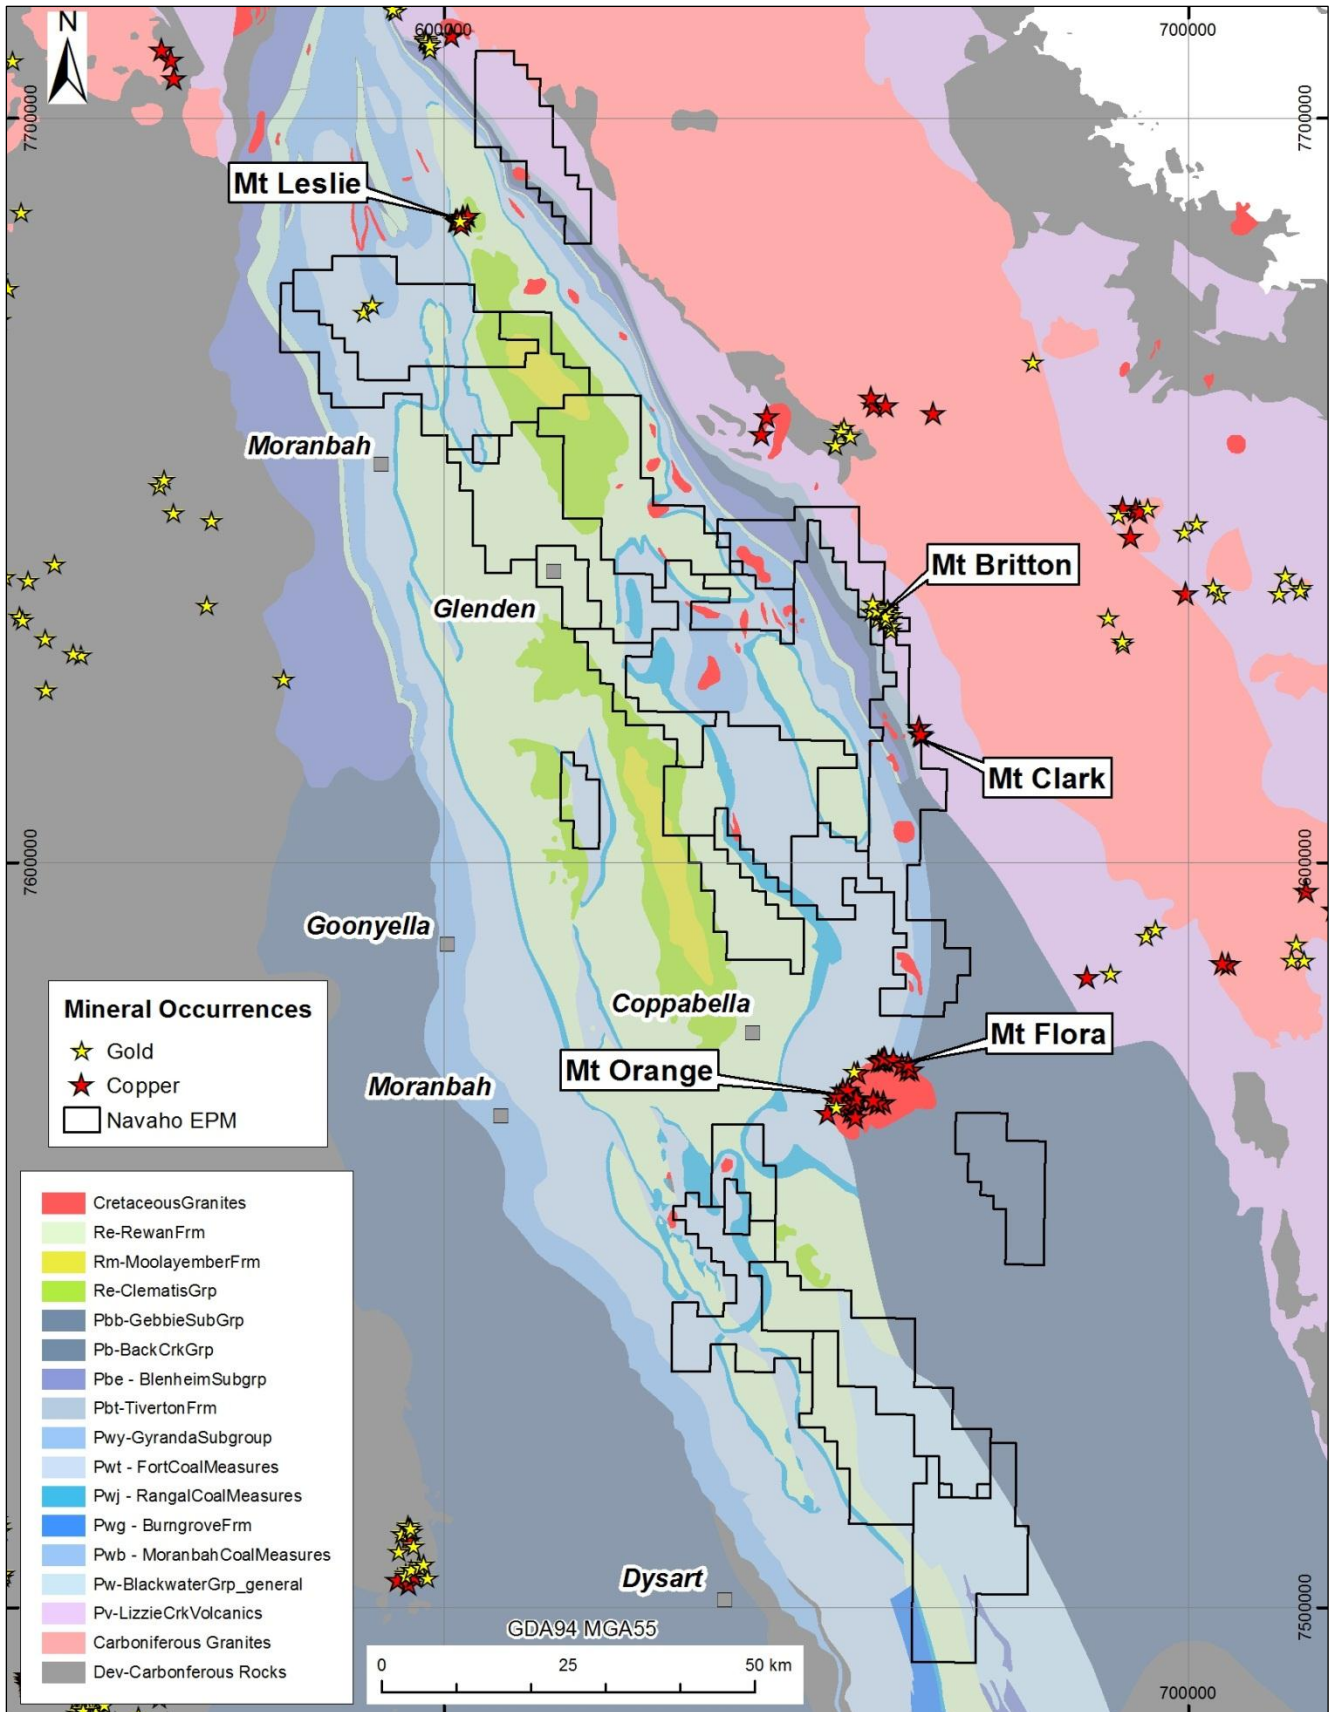 N
600000
700000
7700000
7700000
Mt Leslie
Moranbah
Mt Britton
Glenden
Mt Clark
7600000
7600000
Goonyella
Coppabella
Mt Flora
Mt Orange
Moranbah
Mineral Occurrences
Gold
Copper
Navaho EPM
CretaceousGranites
Re-RewanFrm
Rm-MoolayemberFrm
Re-ClematisGrp
Pbb-GebbieSubGrp
Pb-BackCrkGrp
Pbe - BlenheimSubgrp
Pbt-TivertonFrm
Pwy-GyrandaSubgroup
Pwt - FortCoalMeasures
Pwj - RangalCoalMeasures
Pwg - BurngroveFrm
Pwb - MoranbahCoalMeasures
Pw-BlackwaterGrp_general
Pv-LizzieCrkVolcanics
Carboniferous Granites
Dev-Carbonferous Rocks
Dysart
7500000
GDA94 MGA55
0 25 50 km
700000